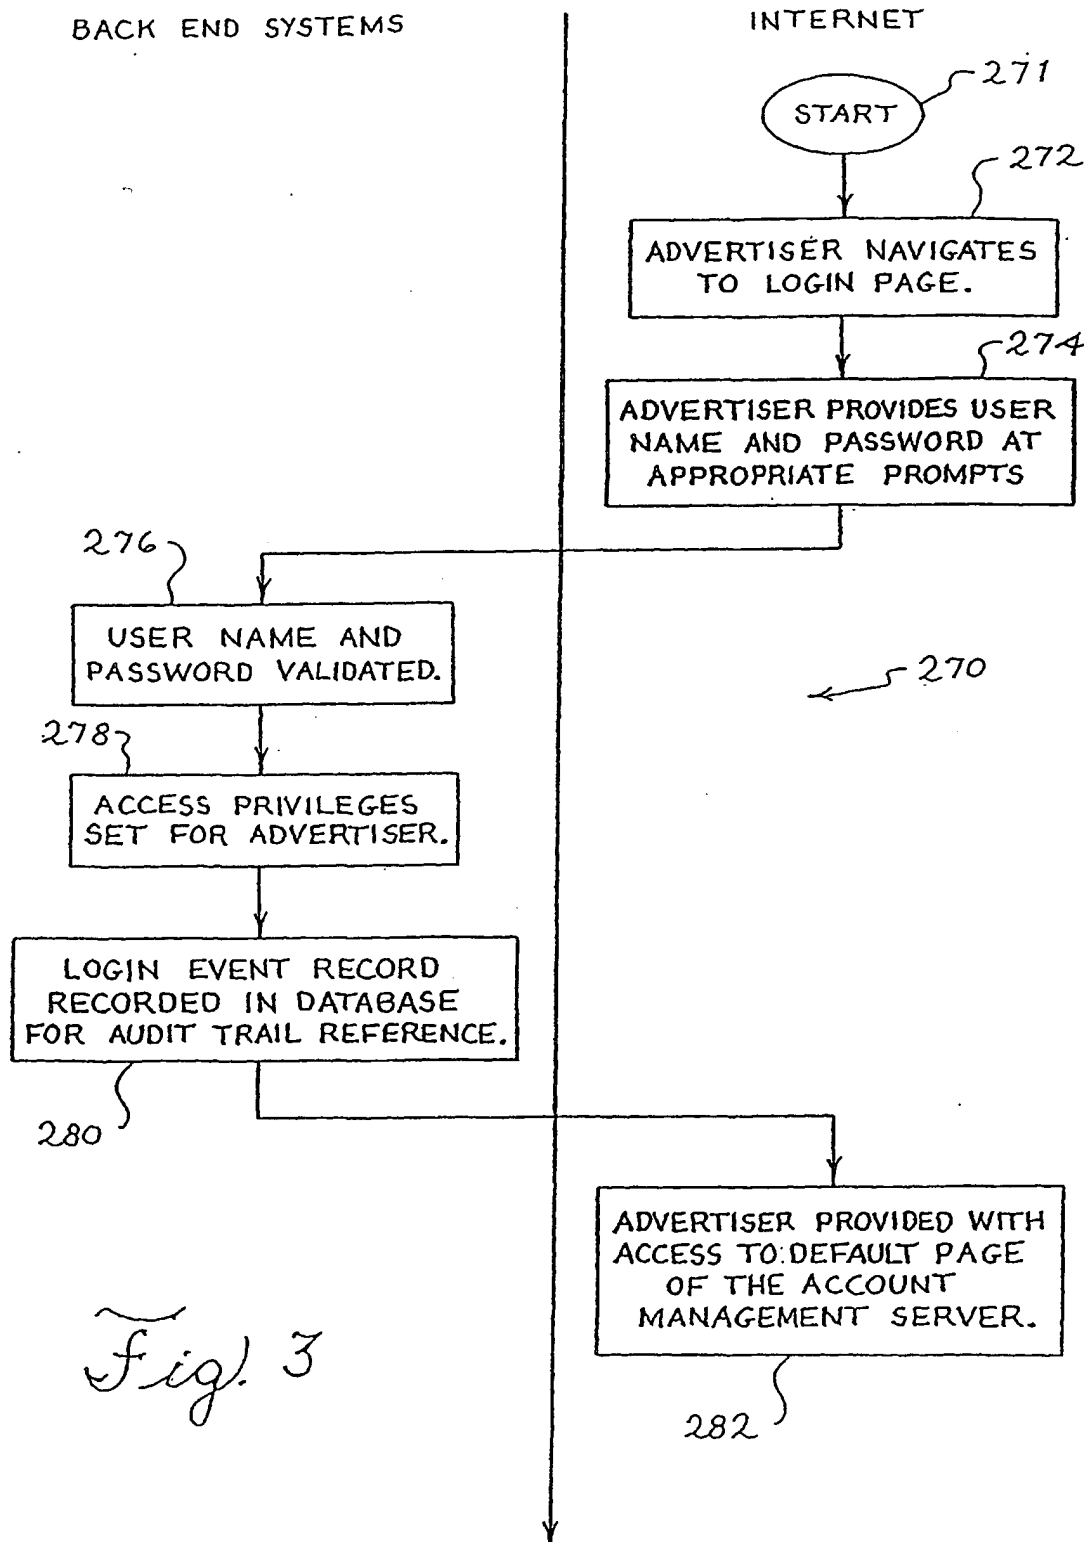 BACK END SYSTEMS
INTERNET
START
271
272
ADVERTISER NAVIGATES
TO LOGIN PAGE.
274
ADVERTISER PROVIDES USER
NAME AND PASSWORD AT
APPROPRIATE PROMPTS
276
USER NAME AND
PASSWORD VALIDATED.
270
278
ACCESS PRIVILEGES
SET FOR ADVERTISER.
LOGIN EVENT RECORD
RECORDED IN DATABASE
FOR AUDIT TRAIL REFERENCE.
280
ADVERTISER PROVIDED WITH
ACCESS TO DEFAULT PAGE
OF THE ACCOUNT
MANAGEMENT SERVER.
282
Fig. 3